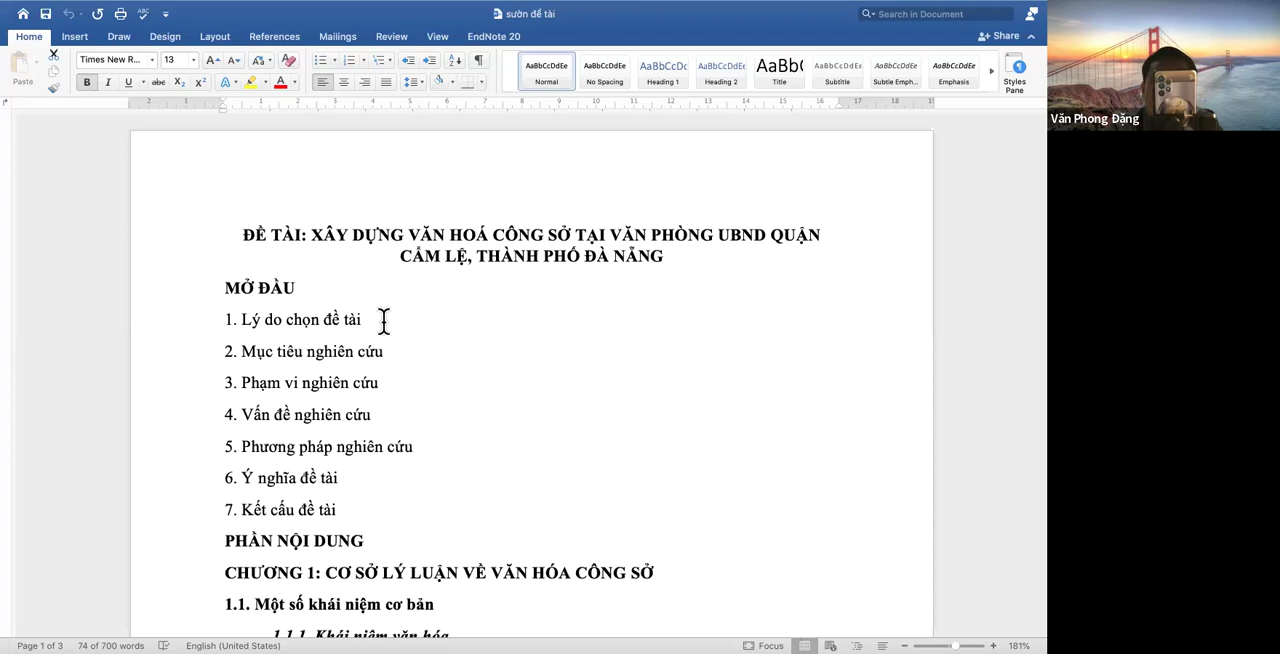 sườn đề tài
Search in Document
Home Insert Draw Design Layout References Mailings Review View EndNote 20
Share
Paste
Times New R... 13
AaBbCcDdEe AaBbCcDdEe AaBbCcDc AaBbCcDdEe AaBb( AaBbCcDdEe AaBbCcDdEe AaBbCcDdEe
Normal No Spacing Heading 1 Heading 2 Title Subtitle Subtle Emph... Emphasis
Styles
Pane
Văn Phong Đặng
ĐỀ TÀI: XÂY DỰNG VĂN HOÁ CÔNG SỞ TẠI VĂN PHÒNG UBND QUẬN
CẨM LỆ, THÀNH PHỐ ĐÀ NẴNG
MỞ ĐẦU
1. Lý do chọn đề tài
2. Mục tiêu nghiên cứu
3. Phạm vi nghiên cứu
4. Vấn đề nghiên cứu
5. Phương pháp nghiên cứu
6. Ý nghĩa đề tài
7. Kết cấu đề tài
PHẦN NỘI DUNG
CHƯƠNG 1: CƠ SỞ LÝ LUẬN VỀ VĂN HÓA CÔNG SỞ
1.1. Một số khái niệm cơ bản
1.1.1. Khái niệm văn hóa
Page 1 of 3 74 of 700 words English (United States) Focus 181%